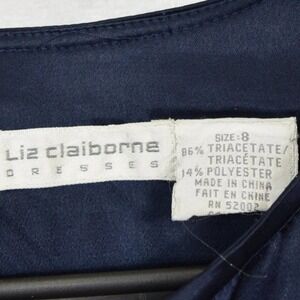 Liz claiborne
DRESSES
SIZE: 8
86% TRIACETATE/
TRIACÉTATE
14% POLYESTER
MADE IN CHINA
FAIT EN CHINE
RN 52002